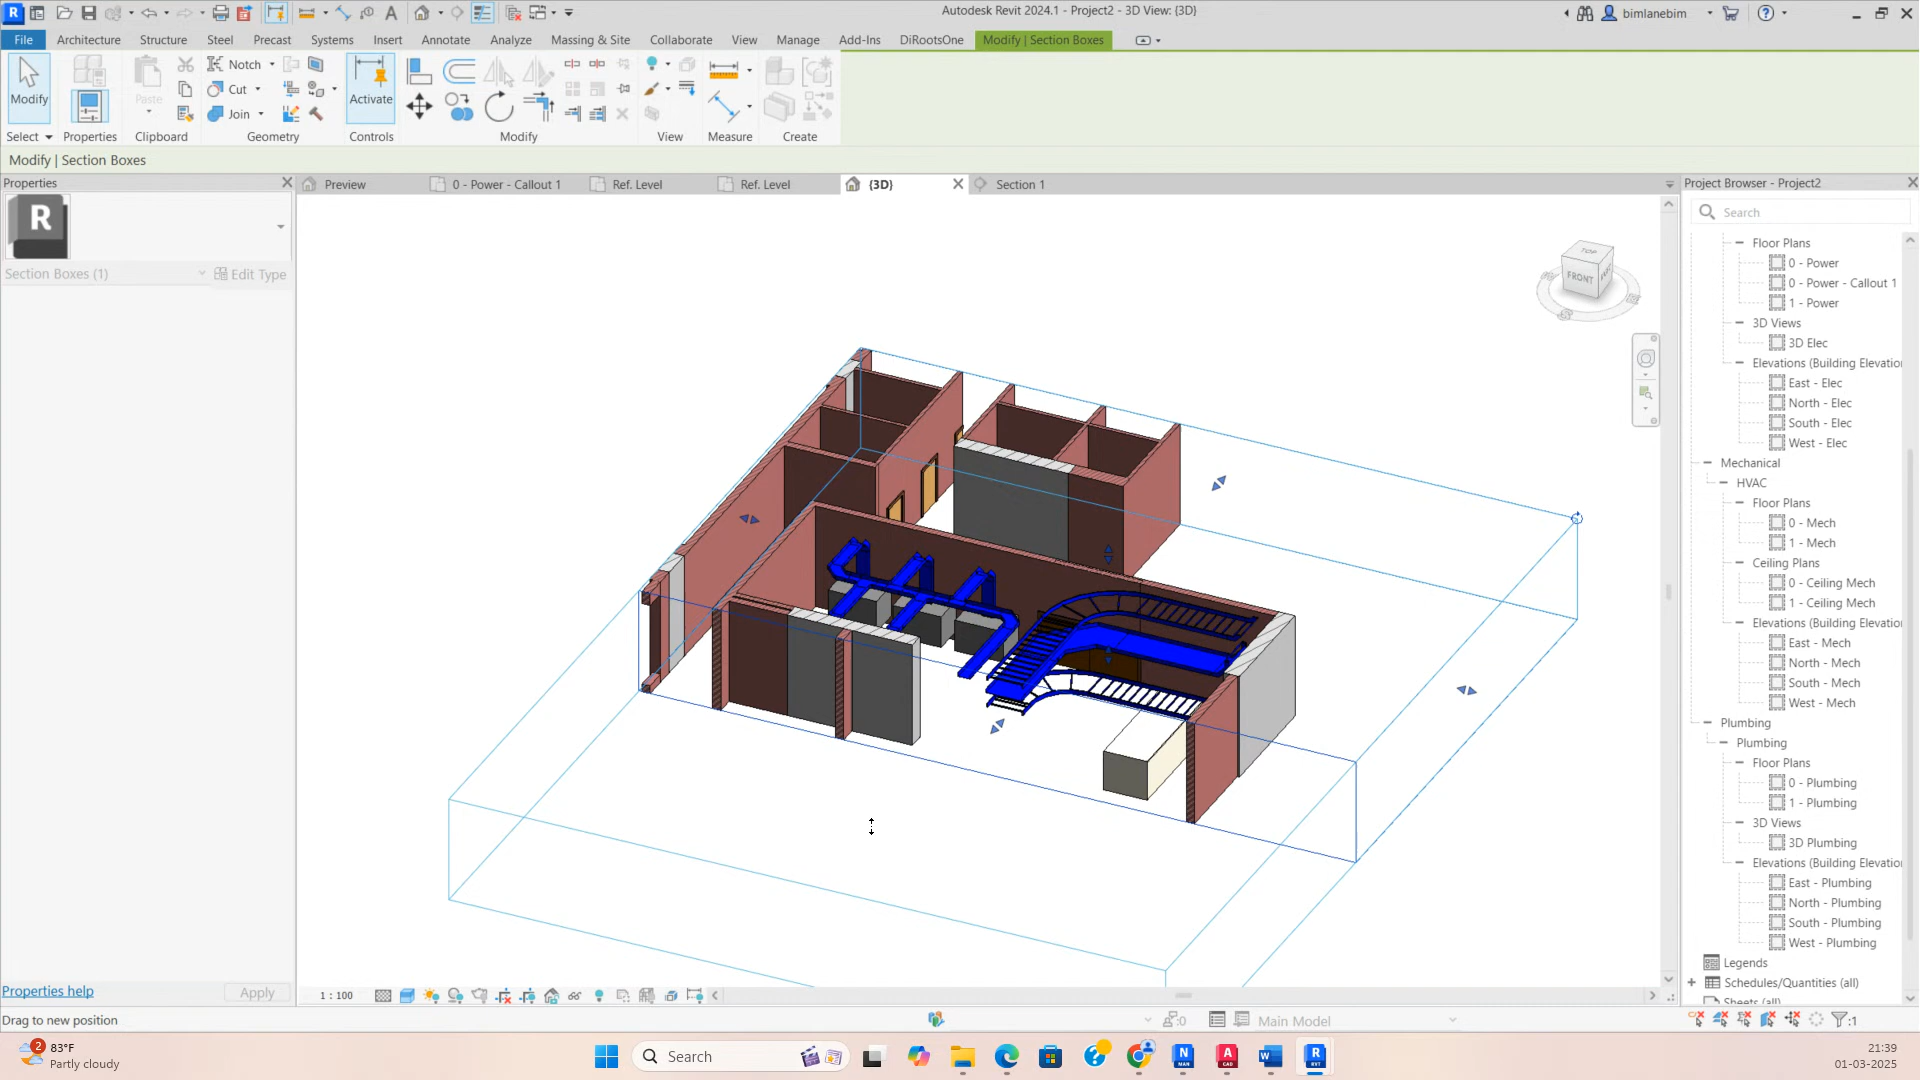 Autodesk Revit 2024.1 - Project2 - 3D View: {3D}
bimlanebim
File
Architecture
Structure
Steel
Precast
Systems
Insert
Annotate
Analyze
Massing & Site
Collaborate
View
Manage
Add-Ins
DiRootsOne
Modify | Section Boxes
Modify
Paste
Notch
Cut
Join
Activate
Select
Properties
Clipboard
Geometry
Controls
Modify
View
Measure
Create
Modify | Section Boxes
Properties
Preview
0 - Power - Callout 1
Ref. Level
Ref. Level
{3D}
Section 1
Project Browser - Project2
R
Section Boxes (1)
Edit Type
Search
TOP
FRONT
Floor Plans
0 - Power
0 - Power - Callout 1
1 - Power
3D Views
3D Elec
Elevations (Building Elevation
East - Elec
North - Elec
South - Elec
West - Elec
Mechanical
HVAC
Floor Plans
0 - Mech
1 - Mech
Ceiling Plans
0 - Ceiling Mech
1 - Ceiling Mech
Elevations (Building Elevation
East - Mech
North - Mech
South - Mech
West - Mech
Plumbing
Plumbing
Floor Plans
0 - Plumbing
1 - Plumbing
3D Views
3D Plumbing
Elevations (Building Elevation
East - Plumbing
North - Plumbing
South - Plumbing
West - Plumbing
Legends
Schedules/Quantities (all)
Sheets (all)
Properties help
Apply
1 : 100
Drag to new position
:0
Main Model
:1
2
83°F
Partly cloudy
Search
21:39
01-03-2025